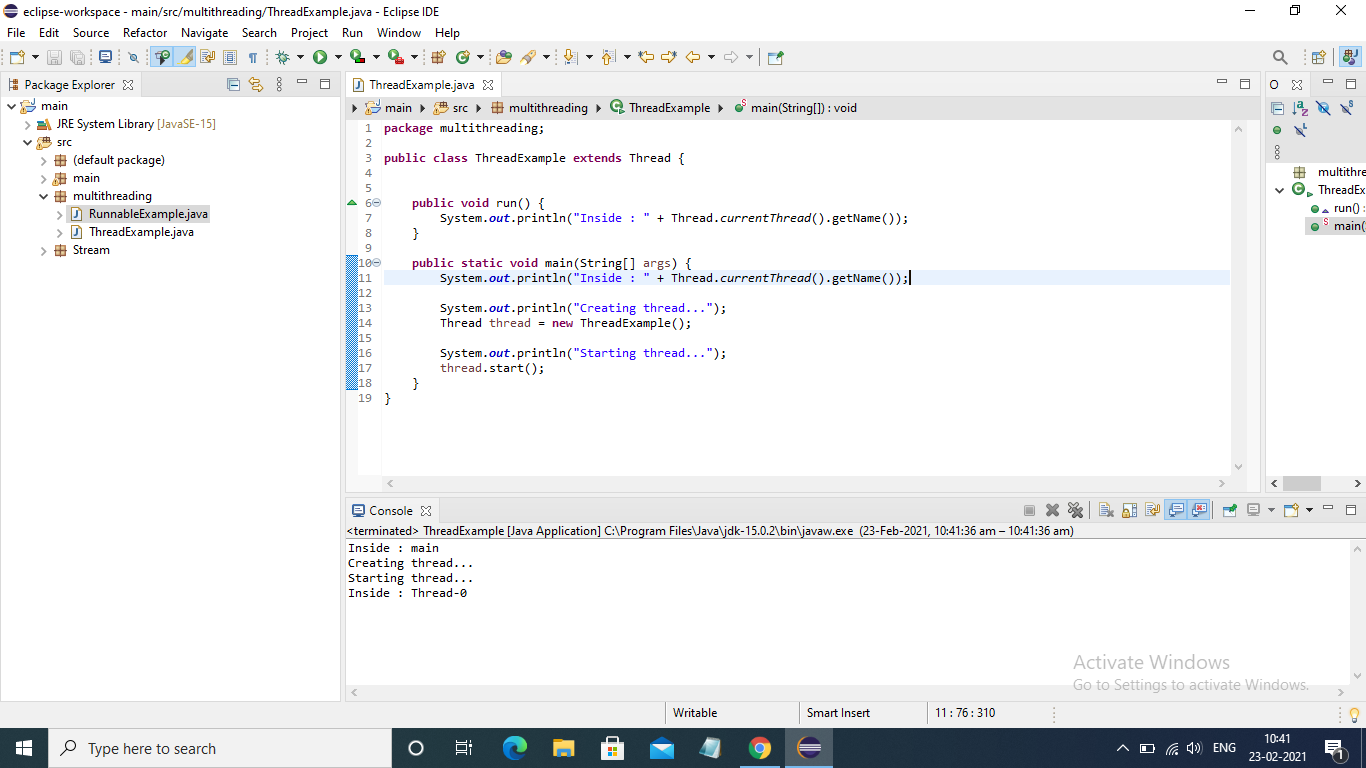 eclipse-workspace - main/src/multithreading/ThreadExample.java - Eclipse IDE
File Edit Source Refactor Navigate Search Project Run Window Help
Package Explorer
main
JRE System Library [JavaSE-15]
src
(default package)
main
multithreading
RunnableExample.java
ThreadExample.java
Stream
ThreadExample.java
main src multithreading ThreadExample main(String[]) : void
1 package multithreading;
2
3 public class ThreadExample extends Thread {
4
5
6 public void run() {
7 System.out.println("Inside : " + Thread.currentThread().getName());
8 }
9
10 public static void main(String[] args) {
11 System.out.println("Inside : " + Thread.currentThread().getName());
12
13 System.out.println("Creating thread...");
14 Thread thread = new ThreadExample();
15
16 System.out.println("Starting thread...");
17 thread.start();
18 }
19 }
O
multithre
ThreadEx
run() :
main(
Console
<terminated> ThreadExample [Java Application] C:\Program Files\Java\jdk-15.0.2\bin\javaw.exe (23-Feb-2021, 10:41:36 am – 10:41:36 am)
Inside : main
Creating thread...
Starting thread...
Inside : Thread-0
Activate Windows
Go to Settings to activate Windows.
Writable Smart Insert 11 : 76 : 310
Type here to search
ENG
10:41
23-02-2021
1